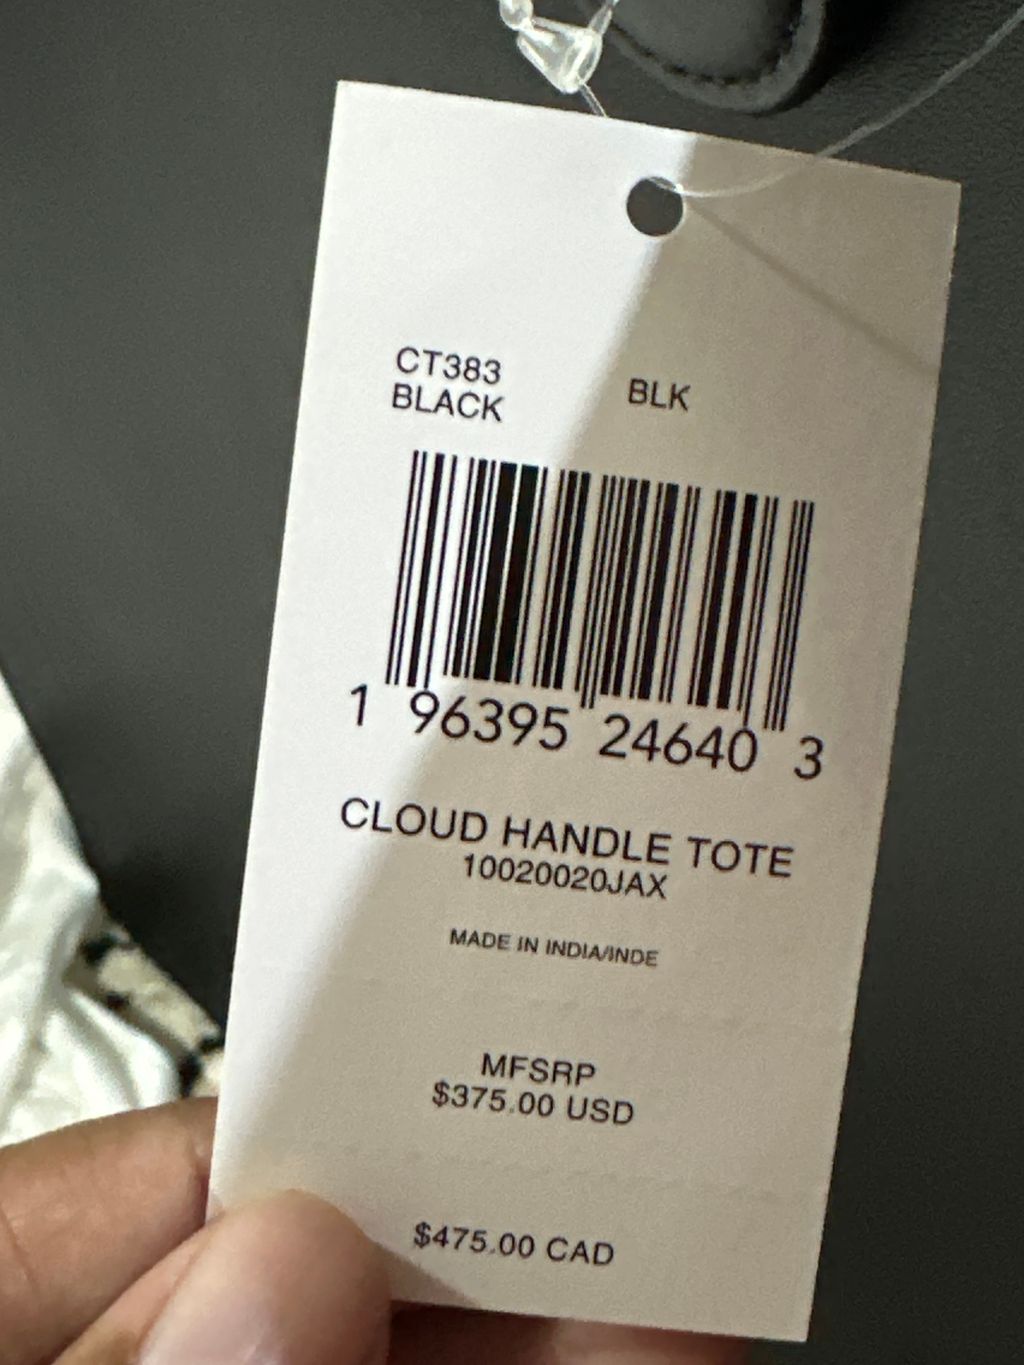 CT383
BLACK BLK
1 96395 24640 3
CLOUD HANDLE TOTE
10020020JAX
MADE IN INDIA/INDE
MFSRP
$375.00 USD
$475.00 CAD